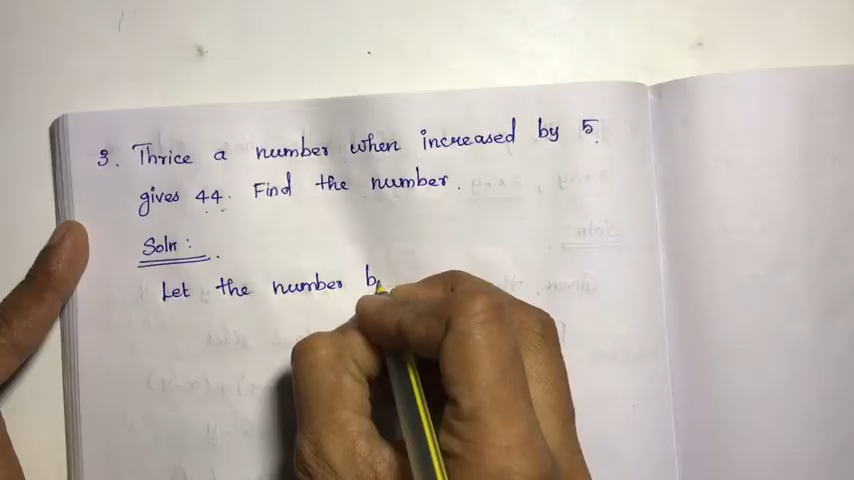 3. Thrice a number when increased by 5
gives 44. Find the number.
Soln:
Let the number b